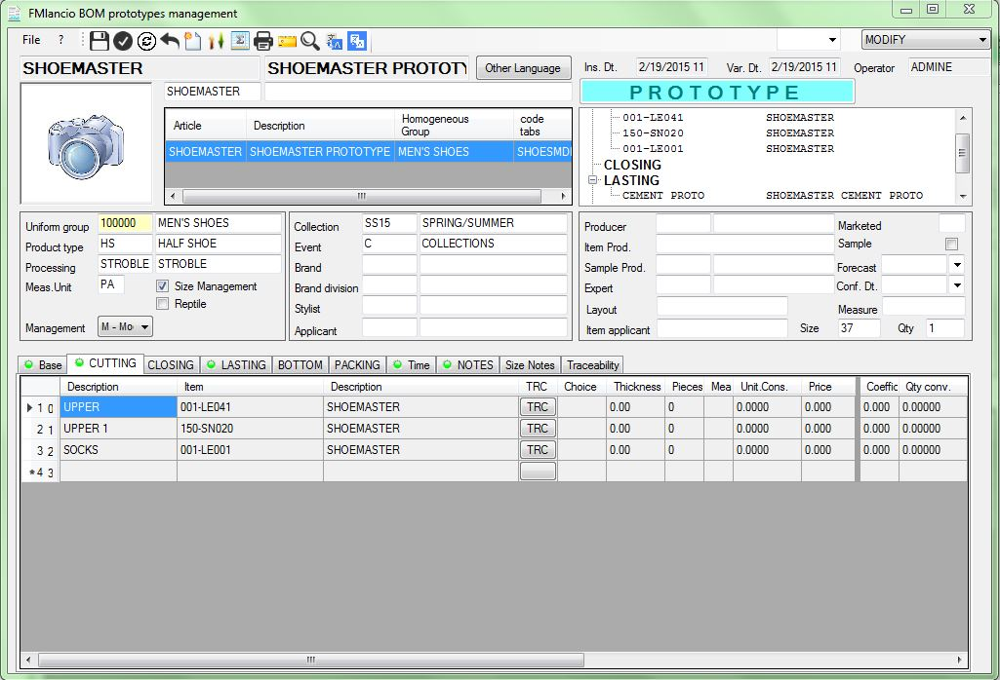 FMlancio BOM prototypes management
File ?
MODIFY
SHOEMASTER SHOEMASTER PROTOTY Other Language Ins. Dt. 2/19/2015 11 Var. Dt. 2/19/2015 11 Operator ADMINE
SHOEMASTER
PROTOTYPE
Article Description Homogeneous Group code tabs
SHOEMASTER SHOEMASTER PROTOTYPE MEN'S SHOES SHOESMD
001-LE041 SHOEMASTER
150-SN020 SHOEMASTER
001-LE001 SHOEMASTER
CLOSING
LASTING
CEMENT PROTO SHOEMASTER CEMENT PROTO
Uniform group 100000 MEN'S SHOES
Product type HS HALF SHOE
Processing STROBLE STROBLE
Meas.Unit PA Size Management
Reptile
Management M - Mo
Collection SS15 SPRING/SUMMER
Event C COLLECTIONS
Brand
Brand division
Stylist
Applicant
Producer Marketed
Item Prod. Sample
Sample Prod. Forecast
Expert Conf. Dt.
Layout Measure
Item applicant Size 37 Qty 1
Base CUTTING CLOSING LASTING BOTTOM PACKING Time NOTES Size Notes Traceability
Description Item Description TRC Choice Thickness Pieces Mea Unit.Cons. Price Coeffic Qty conv.
1 0 UPPER 001-LE041 SHOEMASTER TRC 0.00 0 0.0000 0.000 0.000 0.00000
2 1 UPPER 1 150-SN020 SHOEMASTER TRC 0.00 0 0.0000 0.000 0.000 0.00000
3 2 SOCKS 001-LE001 SHOEMASTER TRC 0.00 0 0.0000 0.000 0.000 0.00000
*4 3